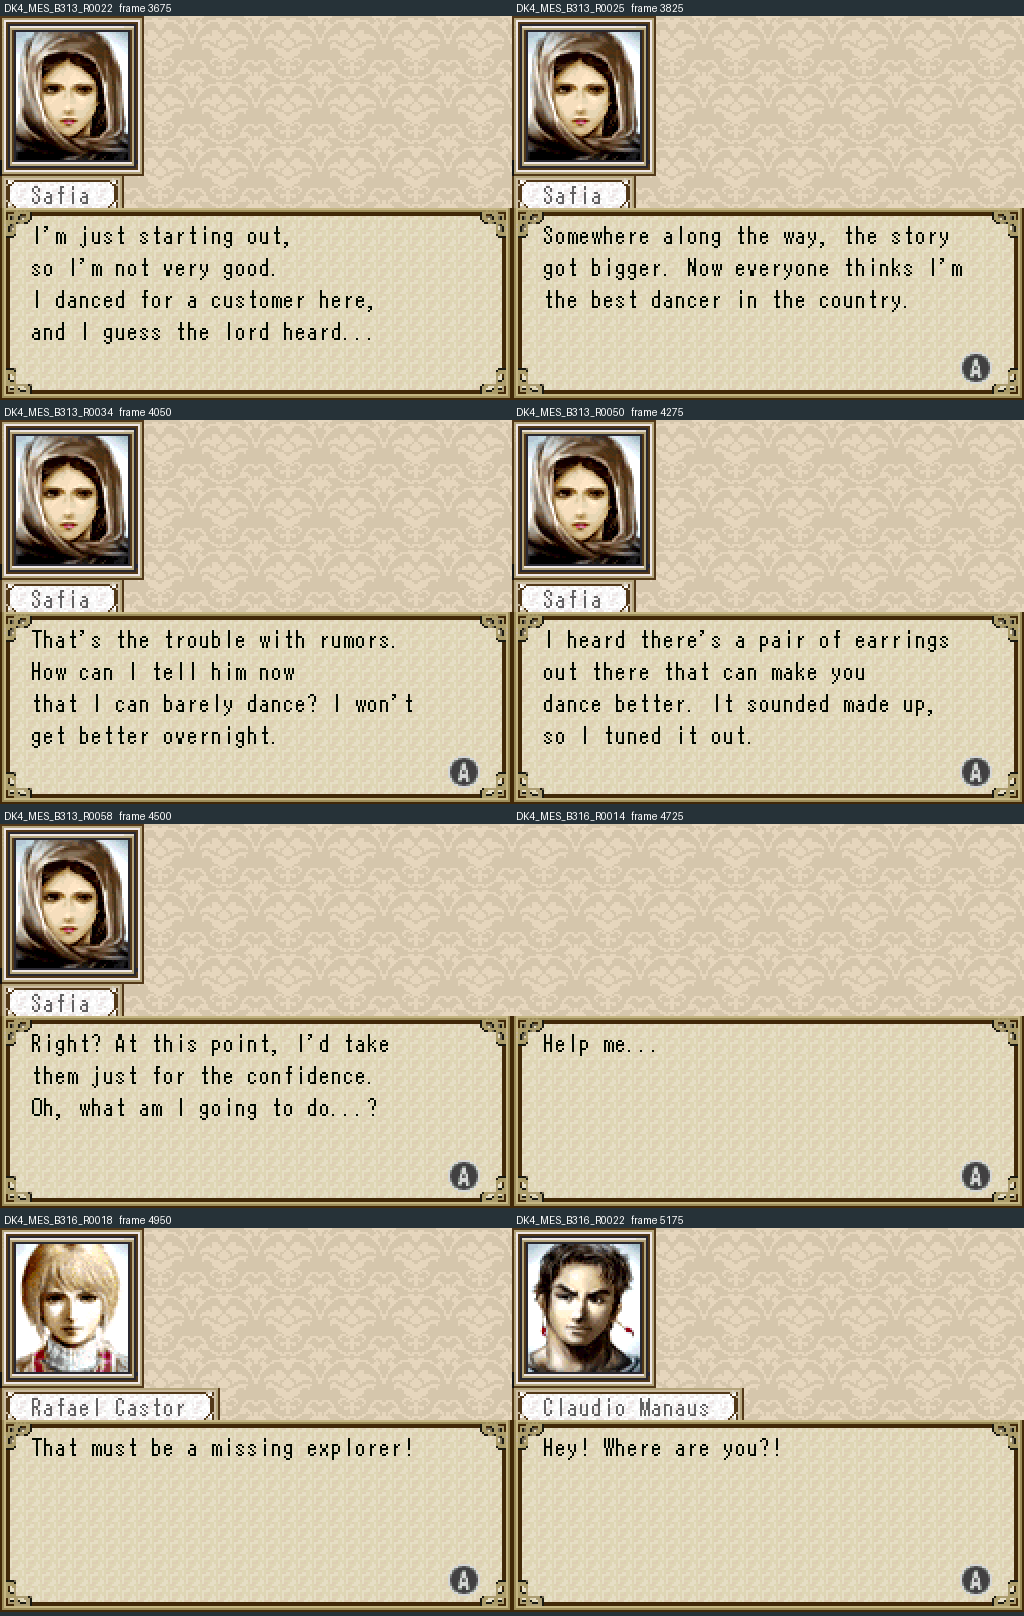 DK4_MES_B313_R0022 frame 3675
Safia
I'm just starting out,
so I'm not very good.
I danced for a customer here,
and I guess the lord heard...
DK4_MES_B313_R0025 frame 3825
Safia
Somewhere along the way, the story
got bigger. Now everyone thinks I'm
the best dancer in the country.
A
DK4_MES_B313_R0034 frame 4050
Safia
That's the trouble with rumors.
How can I tell him now
that I can barely dance? I won't
get better overnight.
A
DK4_MES_B313_R0050 frame 4275
Safia
I heard there's a pair of earrings
out there that can make you
dance better. It sounded made up,
so I tuned it out.
A
DK4_MES_B313_R0058 frame 4500
Safia
Right? At this point, I'd take
them just for the confidence.
Oh, what am I going to do...?
A
DK4_MES_B316_R0014 frame 4725
Help me...
A
DK4_MES_B316_R0018 frame 4950
Rafael Castor
That must be a missing explorer!
A
DK4_MES_B316_R0022 frame 5175
Claudio Manaus
Hey! Where are you?!
A